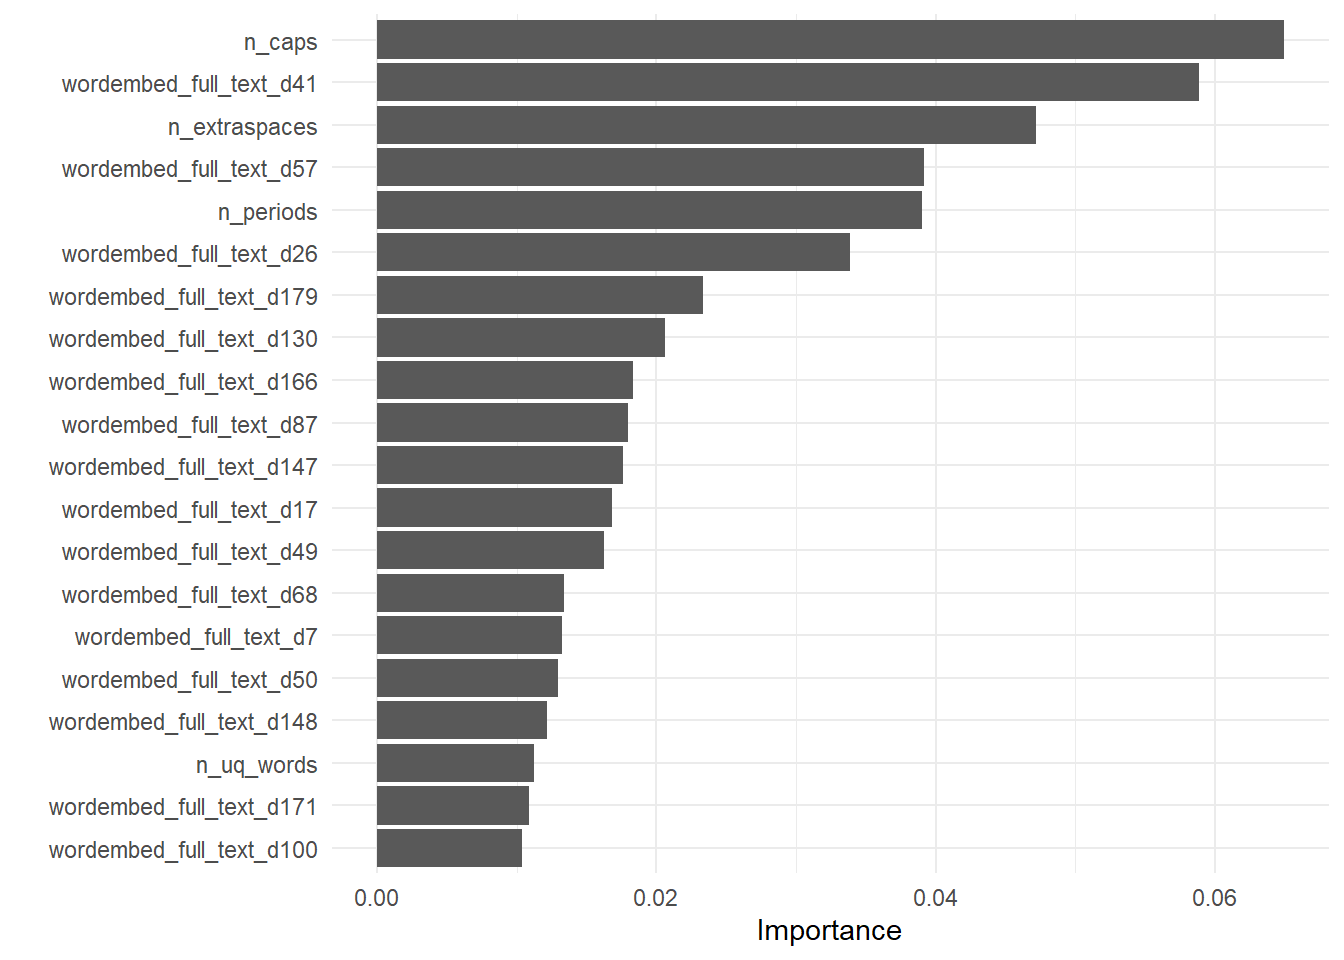 n_caps
wordembed_full_text_d41
n_extraspaces
wordembed_full_text_d57
n_periods
wordembed_full_text_d26
wordembed_full_text_d179
wordembed_full_text_d130
wordembed_full_text_d166
wordembed_full_text_d87
wordembed_full_text_d147
wordembed_full_text_d17
wordembed_full_text_d49
wordembed_full_text_d68
wordembed_full_text_d7
wordembed_full_text_d50
wordembed_full_text_d148
n_uq_words
wordembed_full_text_d171
wordembed_full_text_d100
0.00 0.02 0.04 0.06
Importance